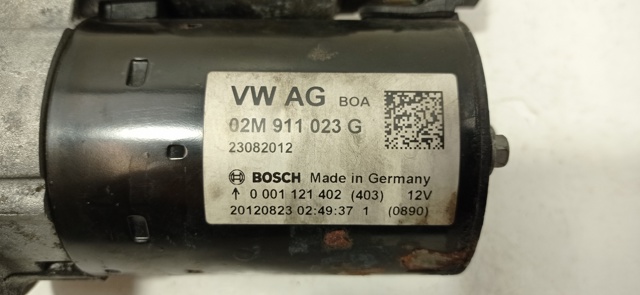 VW AG BOA
02M 911 023 G
23082012
BOSCH Made in Germany
↑ 0 001 121 402 (403) 12V
20120823 02:49:37 1 (0890)